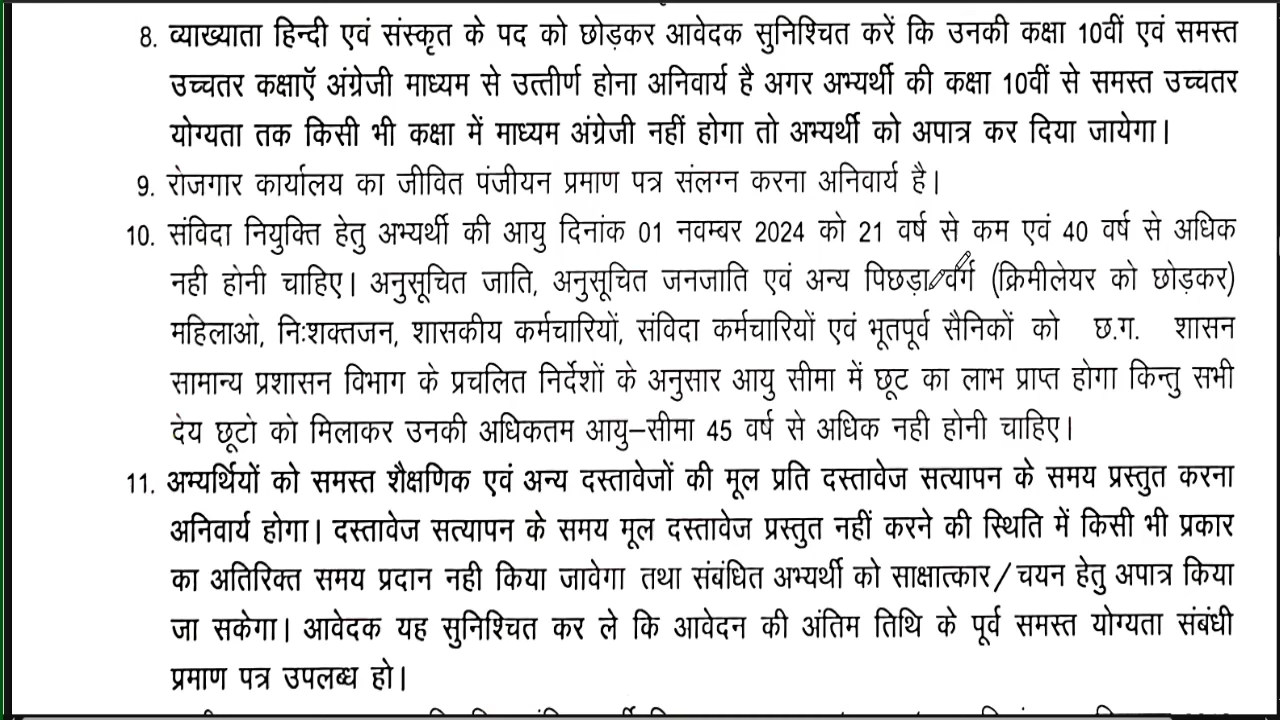 8. व्याख्याता हिन्दी एवं संस्कृत के पद को छोड़कर आवेदक सुनिश्चित करें कि उनकी कक्षा 10वीं एवं समस्त
उच्चतर कक्षाऍ अंग्रेजी माध्यम से उत्तीर्ण होना अनिवार्य है अगर अभ्यर्थी की कक्षा 10वीं से समस्त उच्चतर
योग्यता तक किसी भी कक्षा में माध्यम अंग्रेजी नहीं होगा तो अभ्यर्थी को अपात्र कर दिया जायेगा।
9. रोजगार कार्यालय का जीवित पंजीयन प्रमाण पत्र संलग्न करना अनिवार्य है।
10. संविदा नियुक्ति हेतु अभ्यर्थी की आयु दिनांक 01 नवम्बर 2024 को 21 वर्ष से कम एवं 40 वर्ष से अधिक
नही होनी चाहिए। अनुसूचित जाति, अनुसूचित जनजाति एवं अन्य पिछड़ा वर्ग (क्रिमीलेयर को छोड़कर)
महिलाओं, निःशक्तजन, शासकीय कर्मचारियों, संविदा कर्मचारियों एवं भूतपूर्व सैनिकों को छ.ग. शासन
सामान्य प्रशासन विभाग के प्रचलित निर्देशों के अनुसार आयु सीमा में छूट का लाभ प्राप्त होगा किन्तु सभी
देय छूटो को मिलाकर उनकी अधिकतम आयु–सीमा 45 वर्ष से अधिक नही होनी चाहिए।
11. अभ्यर्थियों को समस्त शैक्षणिक एवं अन्य दस्तावेजों की मूल प्रति दस्तावेज सत्यापन के समय प्रस्तुत करना
अनिवार्य होगा। दस्तावेज सत्यापन के समय मूल दस्तावेज प्रस्तुत नहीं करने की स्थिति में किसी भी प्रकार
का अतिरिक्त समय प्रदान नही किया जावेगा तथा संबंधित अभ्यर्थी को साक्षात्कार/चयन हेतु अपात्र किया
जा सकेगा। आवेदक यह सुनिश्चित कर ले कि आवेदन की अंतिम तिथि के पूर्व समस्त योग्यता संबंधी
प्रमाण पत्र उपलब्ध हो।